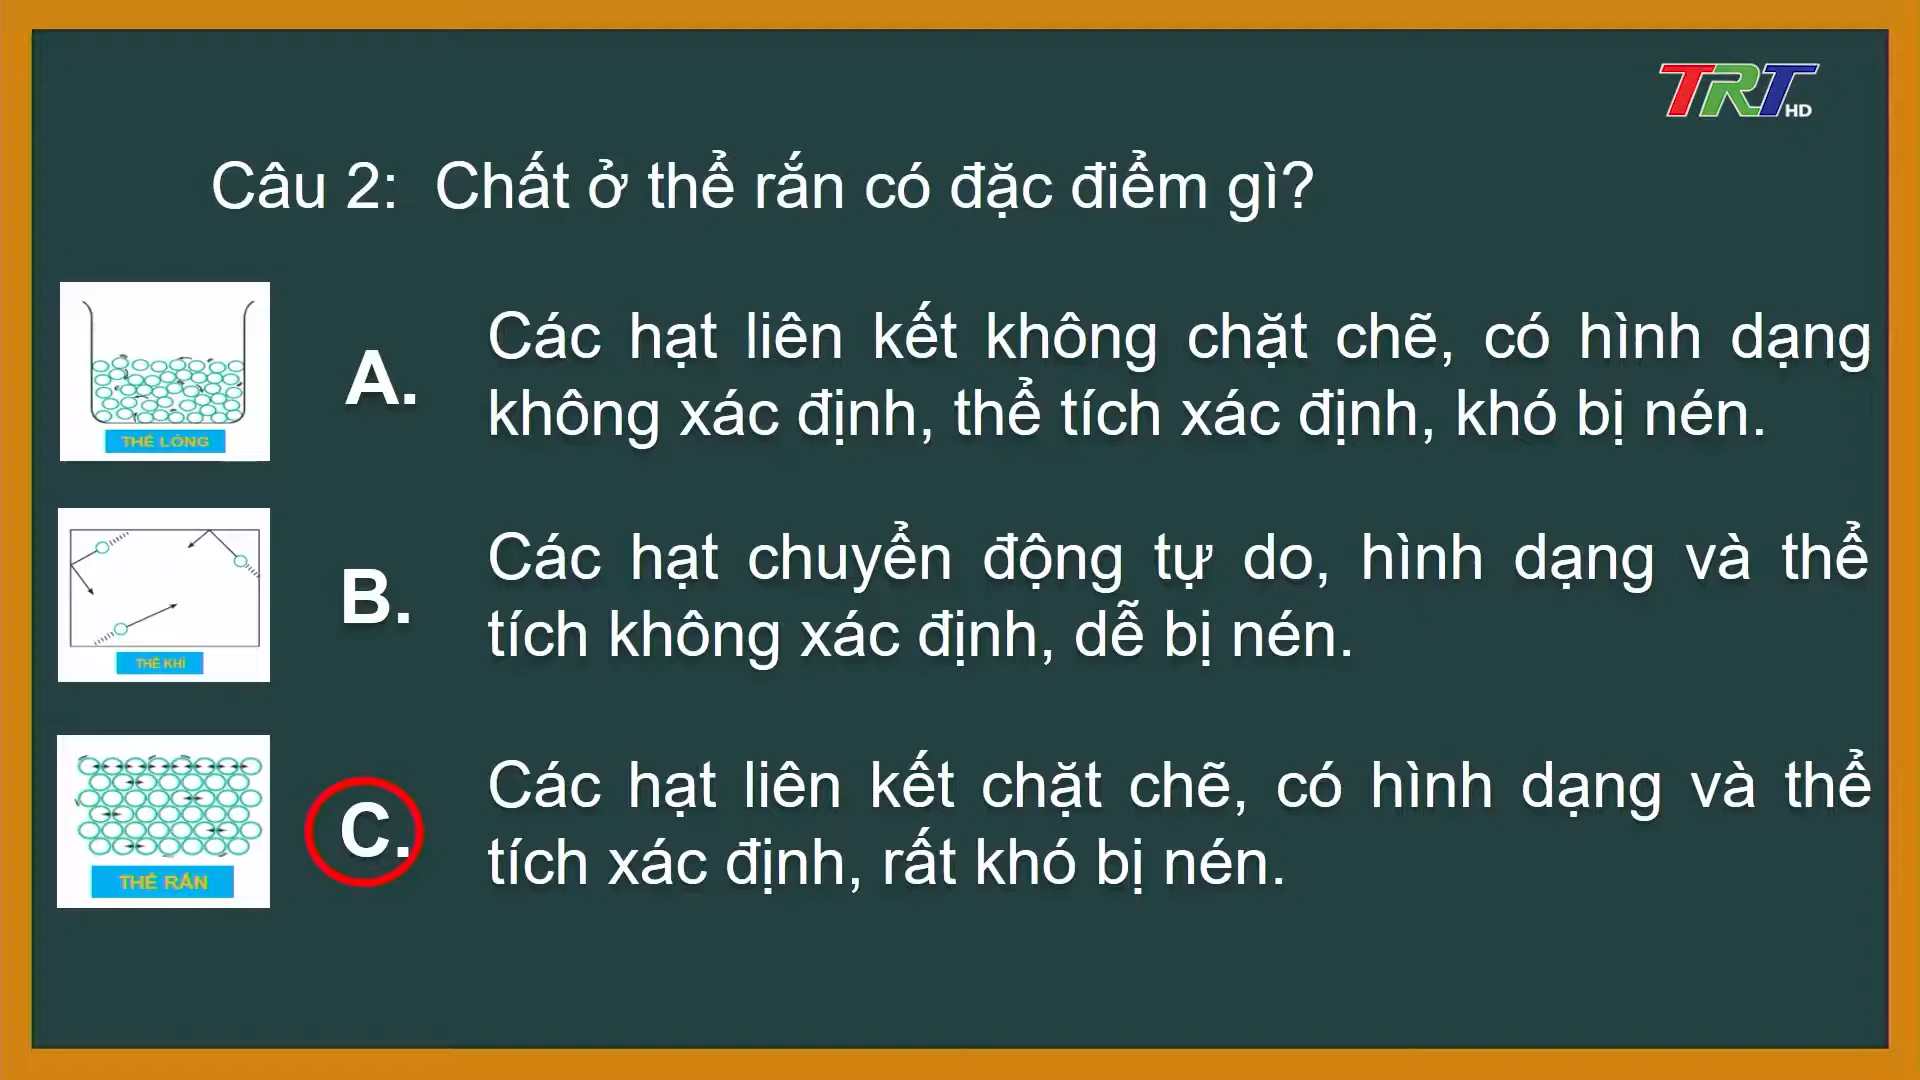 TRT HD
Câu 2: Chất ở thể rắn có đặc điểm gì?
THỂ LỎNG
A.
Các hạt liên kết không chặt chẽ, có hình dạng
không xác định, thể tích xác định, khó bị nén.
B.
Các hạt chuyển động tự do, hình dạng và thể
tích không xác định, dễ bị nén.
THỂ KHÍ
C.
Các hạt liên kết chặt chẽ, có hình dạng và thể
tích xác định, rất khó bị nén.
THỂ RẮN